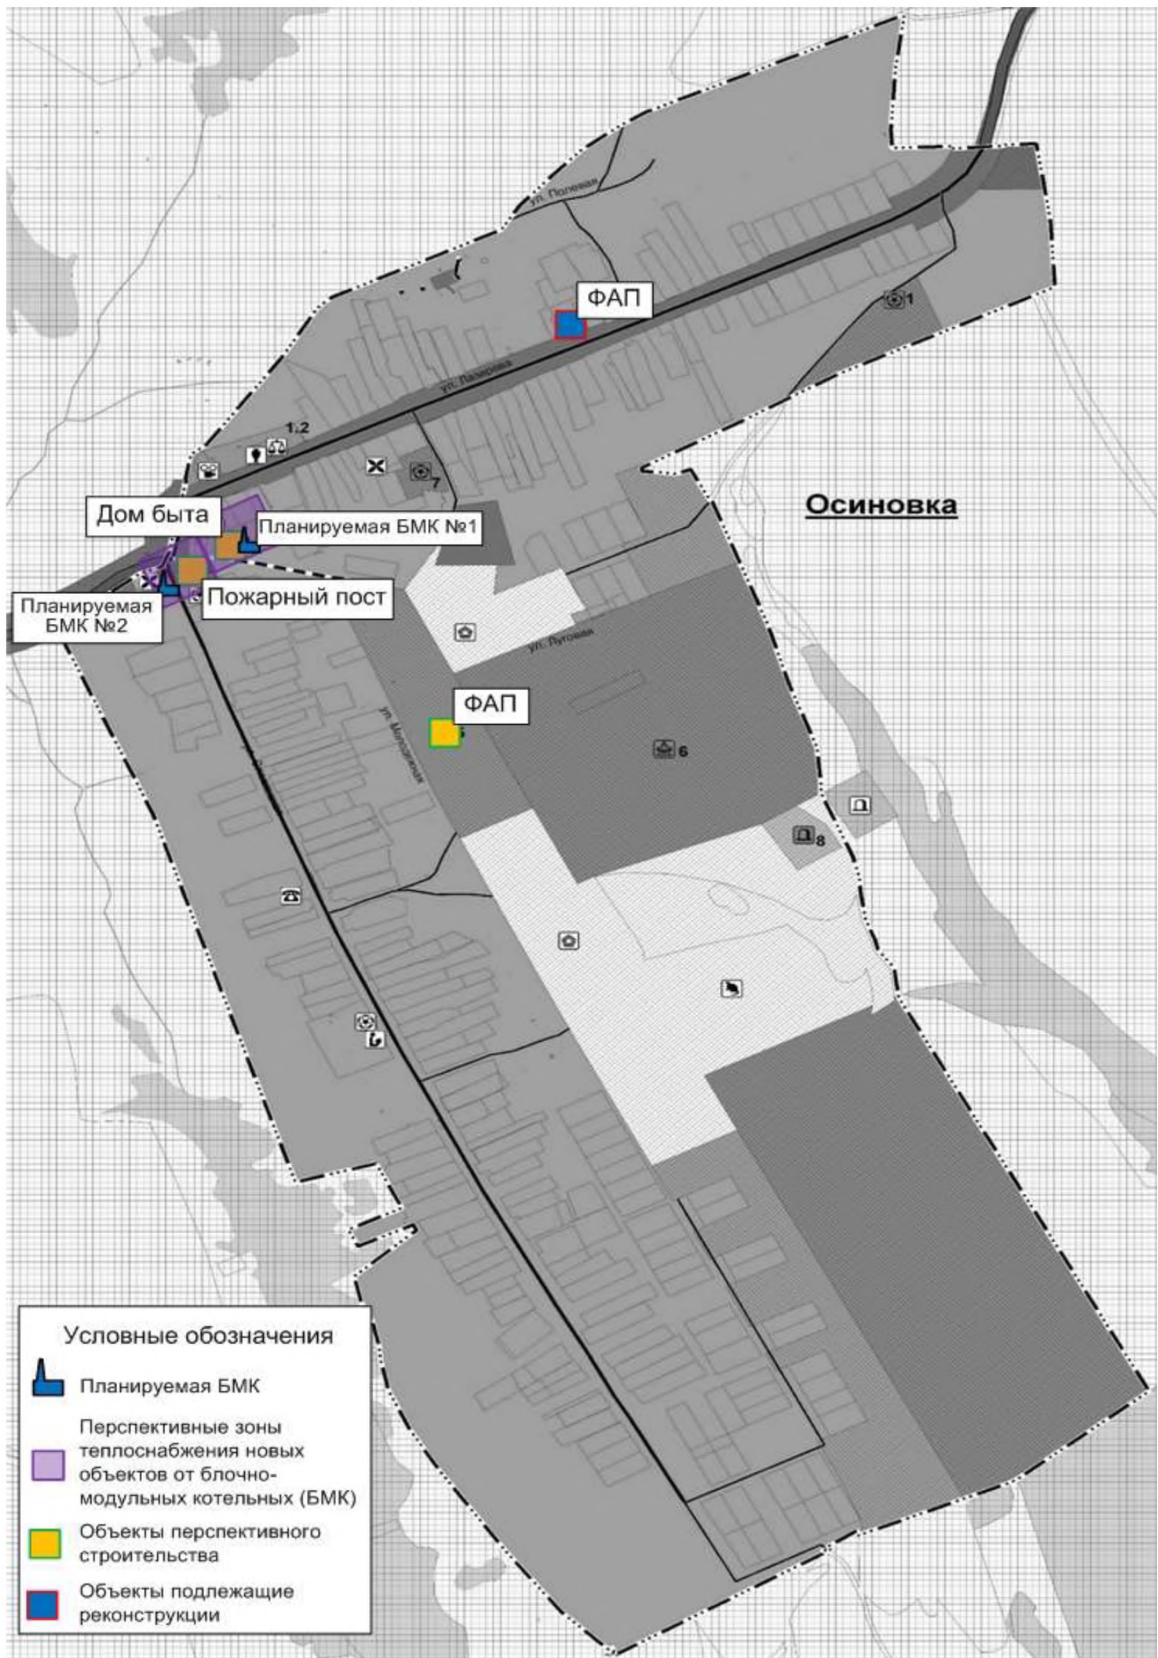 ул. Полевая
ФАП
1
ул. Лазарева
1.2
7
Осиновка
Дом быта
Планируемая БМК №1
Пожарный пост
Планируемая
БМК №2
ул. Луговая
ФАП
ул. Молодежная
6
8
Условные обозначения
Планируемая БМК
Перспективные зоны
теплоснабжения новых
объектов от блочно-
модульных котельных (БМК)
Объекты перспективного
строительства
Объекты подлежащие
реконструкции